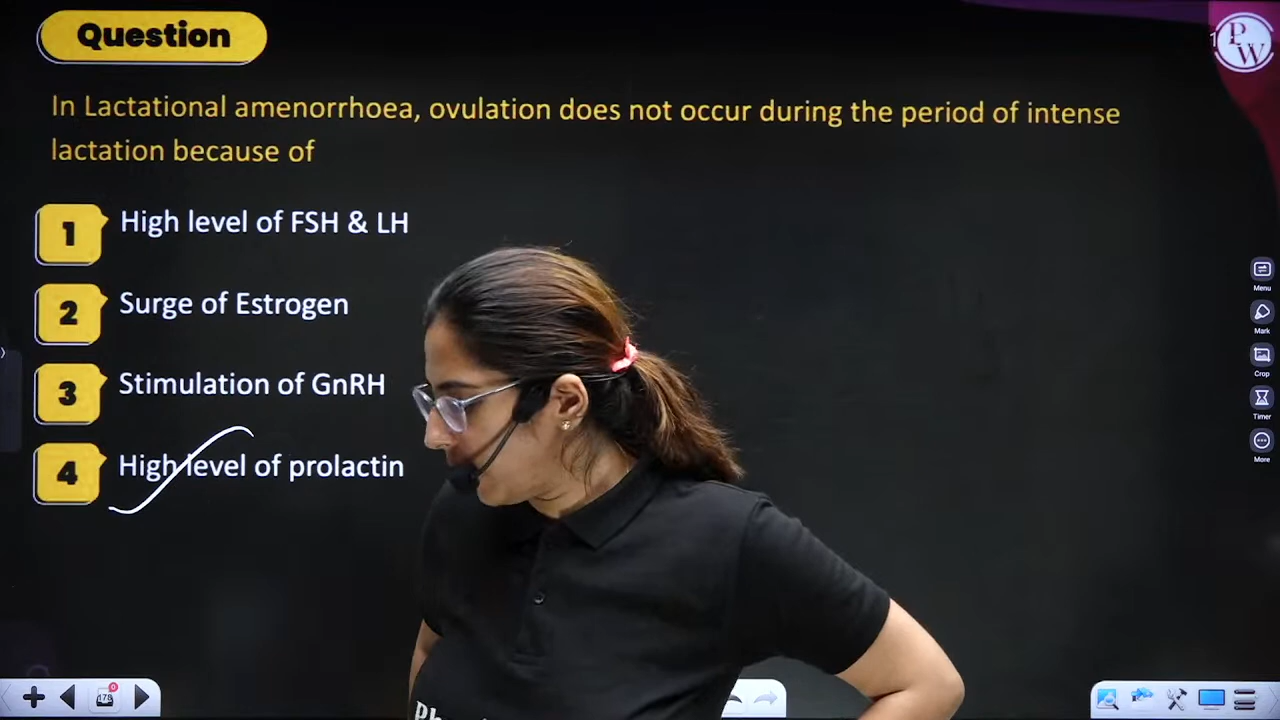 Question
PW
In Lactational amenorrhoea, ovulation does not occur during the period of intense
lactation because of
1 High level of FSH & LH
2 Surge of Estrogen
3 Stimulation of GnRH
4 High level of prolactin
Menu
Mark
Crop
Timer
More
178